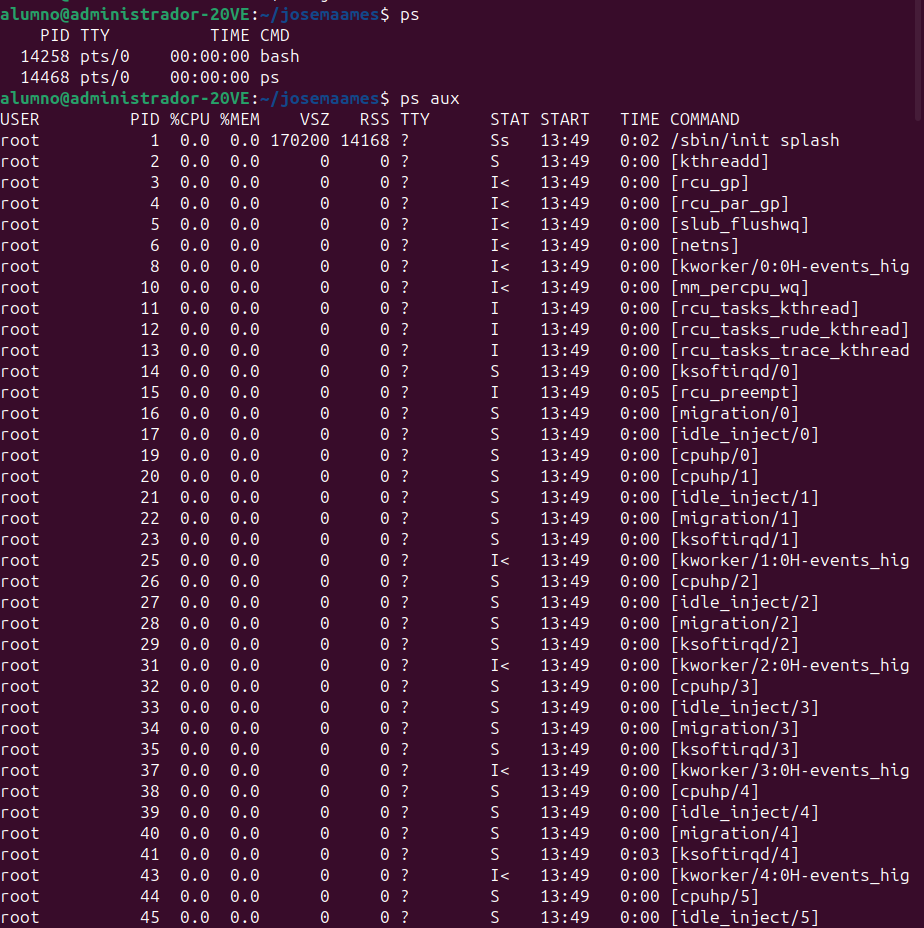 alumno@administrador-20VE:~/josemaames$ ps
    PID TTY          TIME CMD
  14258 pts/0    00:00:00 bash
  14468 pts/0    00:00:00 ps
alumno@administrador-20VE:~/josemaames$ ps aux
USER         PID %CPU %MEM    VSZ   RSS TTY      STAT START   TIME COMMAND
root           1  0.0  0.0 170200 14168 ?        Ss   13:49   0:02 /sbin/init splash
root           2  0.0  0.0      0     0 ?        S    13:49   0:00 [kthreadd]
root           3  0.0  0.0      0     0 ?        I<   13:49   0:00 [rcu_gp]
root           4  0.0  0.0      0     0 ?        I<   13:49   0:00 [rcu_par_gp]
root           5  0.0  0.0      0     0 ?        I<   13:49   0:00 [slub_flushwq]
root           6  0.0  0.0      0     0 ?        I<   13:49   0:00 [netns]
root           8  0.0  0.0      0     0 ?        I<   13:49   0:00 [kworker/0:0H-events_hig
root          10  0.0  0.0      0     0 ?        I<   13:49   0:00 [mm_percpu_wq]
root          11  0.0  0.0      0     0 ?        I    13:49   0:00 [rcu_tasks_kthread]
root          12  0.0  0.0      0     0 ?        I    13:49   0:00 [rcu_tasks_rude_kthread]
root          13  0.0  0.0      0     0 ?        I    13:49   0:00 [rcu_tasks_trace_kthread
root          14  0.0  0.0      0     0 ?        S    13:49   0:00 [ksoftirqd/0]
root          15  0.0  0.0      0     0 ?        I    13:49   0:05 [rcu_preempt]
root          16  0.0  0.0      0     0 ?        S    13:49   0:00 [migration/0]
root          17  0.0  0.0      0     0 ?        S    13:49   0:00 [idle_inject/0]
root          19  0.0  0.0      0     0 ?        S    13:49   0:00 [cpuhp/0]
root          20  0.0  0.0      0     0 ?        S    13:49   0:00 [cpuhp/1]
root          21  0.0  0.0      0     0 ?        S    13:49   0:00 [idle_inject/1]
root          22  0.0  0.0      0     0 ?        S    13:49   0:00 [migration/1]
root          23  0.0  0.0      0     0 ?        S    13:49   0:00 [ksoftirqd/1]
root          25  0.0  0.0      0     0 ?        I<   13:49   0:00 [kworker/1:0H-events_hig
root          26  0.0  0.0      0     0 ?        S    13:49   0:00 [cpuhp/2]
root          27  0.0  0.0      0     0 ?        S    13:49   0:00 [idle_inject/2]
root          28  0.0  0.0      0     0 ?        S    13:49   0:00 [migration/2]
root          29  0.0  0.0      0     0 ?        S    13:49   0:00 [ksoftirqd/2]
root          31  0.0  0.0      0     0 ?        I<   13:49   0:00 [kworker/2:0H-events_hig
root          32  0.0  0.0      0     0 ?        S    13:49   0:00 [cpuhp/3]
root          33  0.0  0.0      0     0 ?        S    13:49   0:00 [idle_inject/3]
root          34  0.0  0.0      0     0 ?        S    13:49   0:00 [migration/3]
root          35  0.0  0.0      0     0 ?        S    13:49   0:00 [ksoftirqd/3]
root          37  0.0  0.0      0     0 ?        I<   13:49   0:00 [kworker/3:0H-events_hig
root          38  0.0  0.0      0     0 ?        S    13:49   0:00 [cpuhp/4]
root          39  0.0  0.0      0     0 ?        S    13:49   0:00 [idle_inject/4]
root          40  0.0  0.0      0     0 ?        S    13:49   0:00 [migration/4]
root          41  0.0  0.0      0     0 ?        S    13:49   0:03 [ksoftirqd/4]
root          43  0.0  0.0      0     0 ?        I<   13:49   0:00 [kworker/4:0H-events_hig
root          44  0.0  0.0      0     0 ?        S    13:49   0:00 [cpuhp/5]
root          45  0.0  0.0      0     0 ?        S    13:49   0:00 [idle_inject/5]